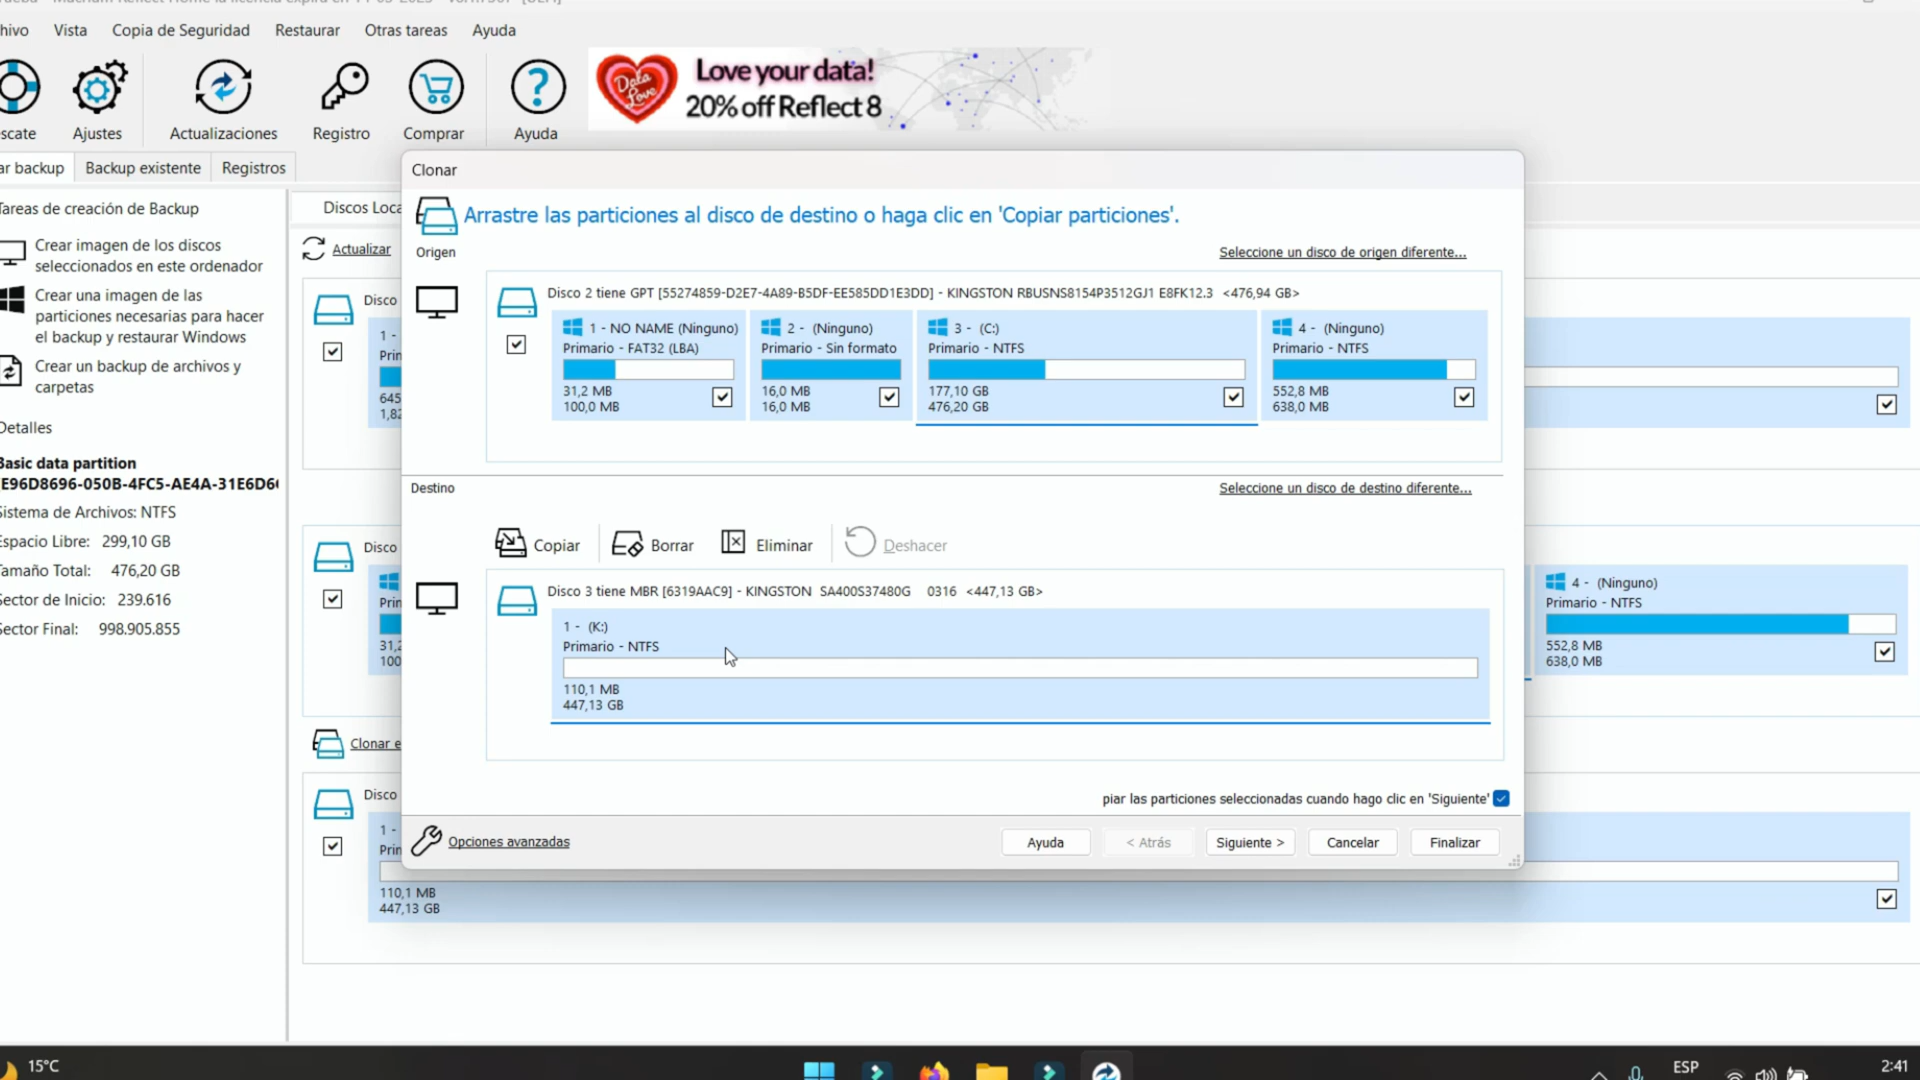 hivo Vista Copia de Seguridad Restaurar Otras tareas Ayuda
scate Ajustes Actualizaciones Registro Comprar Ayuda
Data Love
Love your data!
20% off Reflect 8
ar backup Backup existente Registros
Tareas de creación de Backup
Crear imagen de los discos
seleccionados en este ordenador
Crear una imagen de las
particiones necesarias para hacer
el backup y restaurar Windows
Crear un backup de archivos y
carpetas
Detalles
Basic data partition
E96D8696-050B-4FC5-AE4A-31E6D6
Sistema de Archivos: NTFS
Espacio Libre: 299,10 GB
Tamaño Total: 476,20 GB
Sector de Inicio: 239.616
Sector Final: 998.905.855
Discos Loca
Actualizar
Disco
1 -
Prin
645
1,82
Disco
Prin
31,2
100
4 - (Ninguno)
Primario - NTFS
552,8 MB
638,0 MB
Clonar e
Disco
1 -
Prin
110,1 MB
447,13 GB
Clonar
Arrastre las particiones al disco de destino o haga clic en 'Copiar particiones'.
Origen
Seleccione un disco de origen diferente...
Disco 2 tiene GPT [55274859-D2E7-4A89-B5DF-EE585DD1E3DD] - KINGSTON RBUSNS8154P3512GJ1 E8FK12.3 <476,94 GB>
1 - NO NAME (Ninguno)
Primario - FAT32 (LBA)
31,2 MB
100,0 MB
2 - (Ninguno)
Primario - Sin formato
16,0 MB
16,0 MB
3 - (C:)
Primario - NTFS
177,10 GB
476,20 GB
4 - (Ninguno)
Primario - NTFS
552,8 MB
638,0 MB
Destino
Seleccione un disco de destino diferente...
Copiar Borrar Eliminar Deshacer
Disco 3 tiene MBR [6319AAC9] - KINGSTON SA400S37480G 0316 <447,13 GB>
1 - (K:)
Primario - NTFS
110,1 MB
447,13 GB
piar las particiones seleccionadas cuando hago clic en 'Siguiente'
Opciones avanzadas
Ayuda < Atrás Siguiente > Cancelar Finalizar
15°C
ESP
2:41